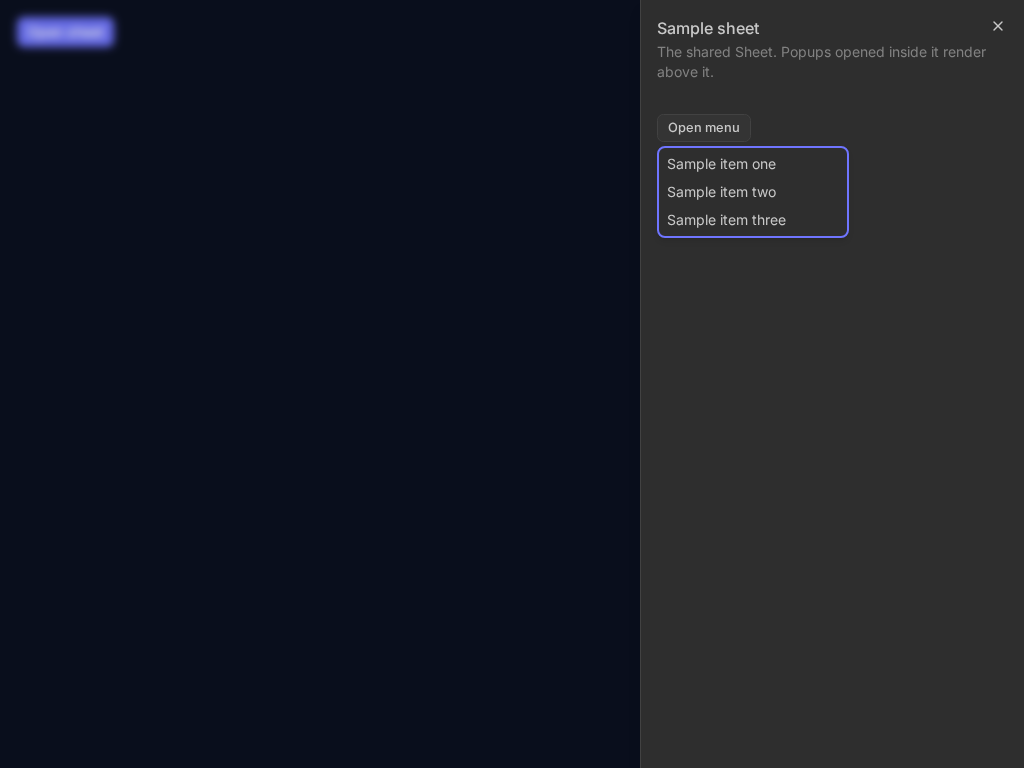 Sample sheet
The shared Sheet. Popups opened inside it render
above it.
Open menu
Sample item one
Sample item two
Sample item three